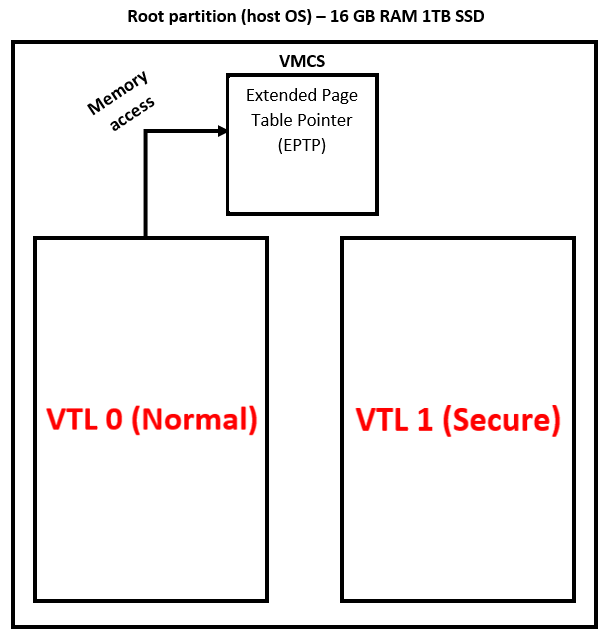 Root partition (host OS) – 16 GB RAM 1TB SSD
VMCS
Memory
access
Extended Page
Table Pointer
(EPTP)
VTL 0 (Normal)
VTL 1 (Secure)